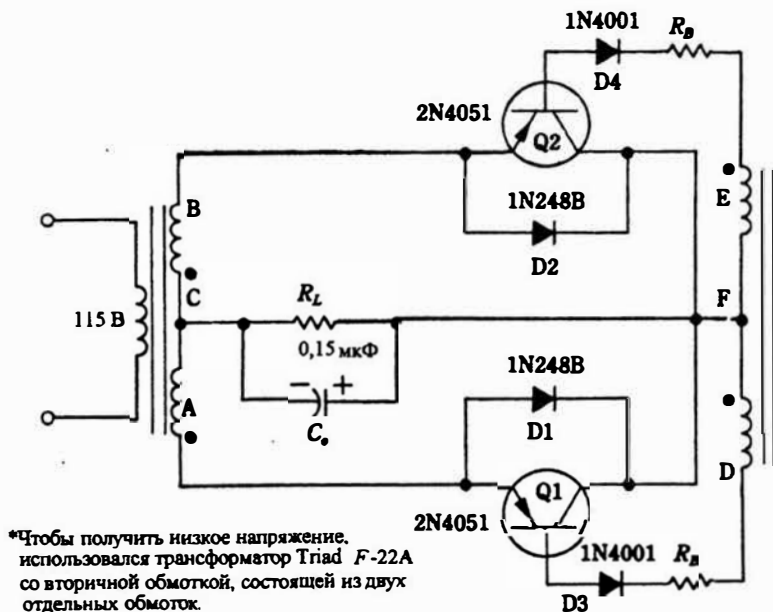 1N4001
R_B
D4
2N4051
Q2
1N248B
D2
B
E
C
R_L
F
115 В
0,15 мкФ
− +
C_o
A
1N248B
D1
D
Q1
2N4051
1N4001
R_B
D3
*Чтобы получить низкое напряжение,
использовался трансформатор Triad F-22A
со вторичной обмоткой, состоящей из двух
отдельных обмоток.